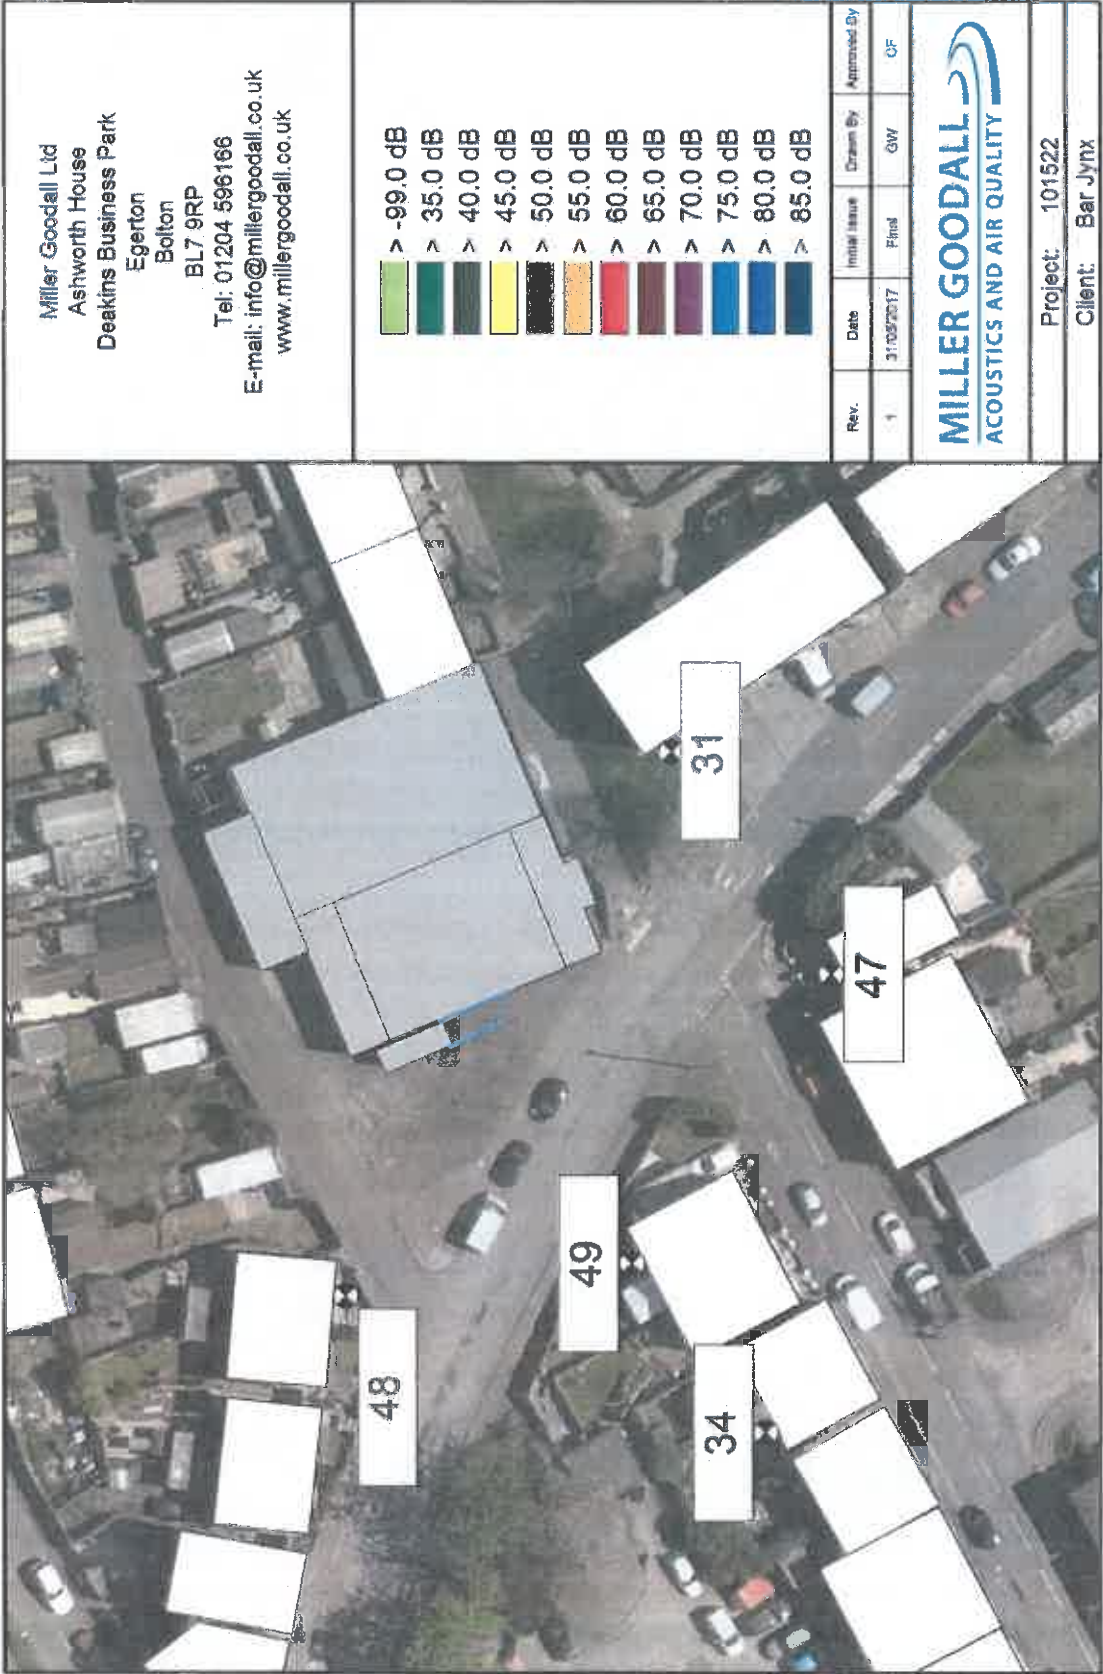 Miller Goodall Ltd
Ashworth House
Deakins Business Park
Egerton
Bolton
BL7 9RP
Tel: 01204 596166
E-mail: info@millergoodall.co.uk
www.millergoodall.co.uk
> -99.0 dB
> 35.0 dB
> 40.0 dB
> 45.0 dB
> 50.0 dB
> 55.0 dB
> 60.0 dB
> 65.0 dB
> 70.0 dB
> 75.0 dB
> 80.0 dB
> 85.0 dB
Rev. Date Initial Issue Drawn By Approved By
1 31/05/2017 Final GW CF
MILLER GOODALL
ACOUSTICS AND AIR QUALITY
Project: 101522
Client: Bar Jynx
48
49
34
47
31